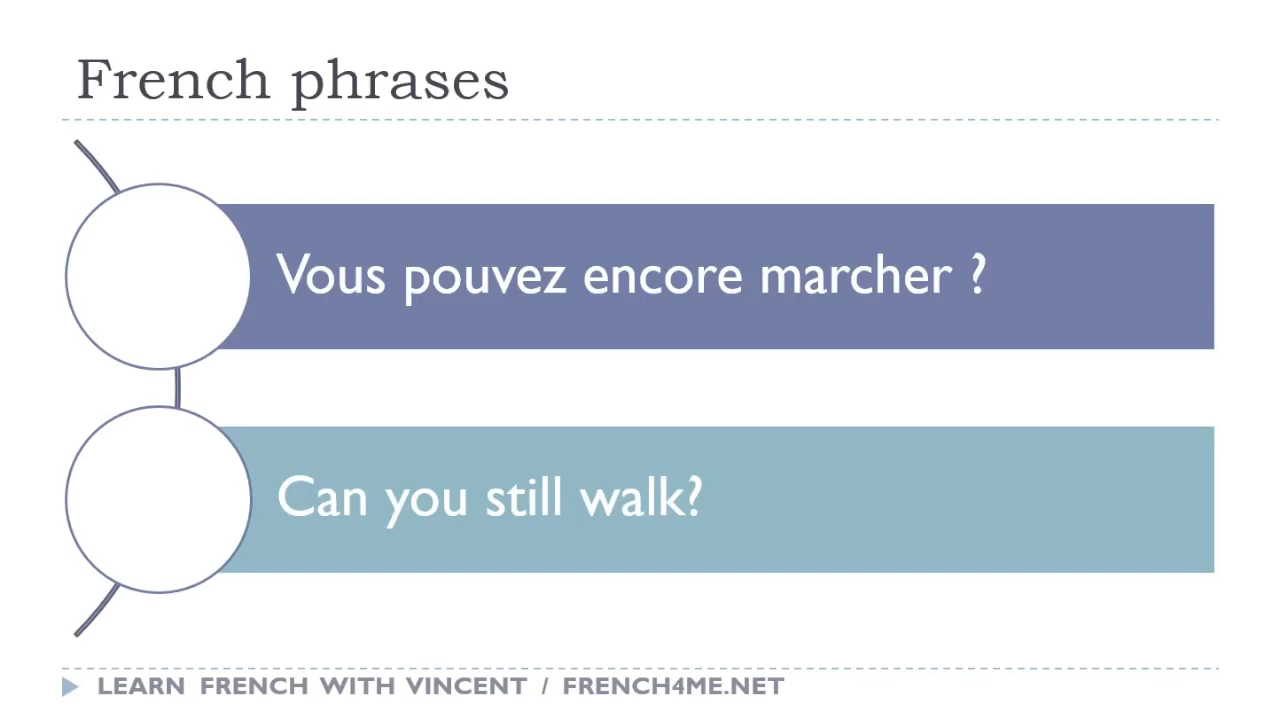 French phrases
Vous pouvez encore marcher ?
Can you still walk?
LEARN FRENCH WITH VINCENT / FRENCH4ME.NET